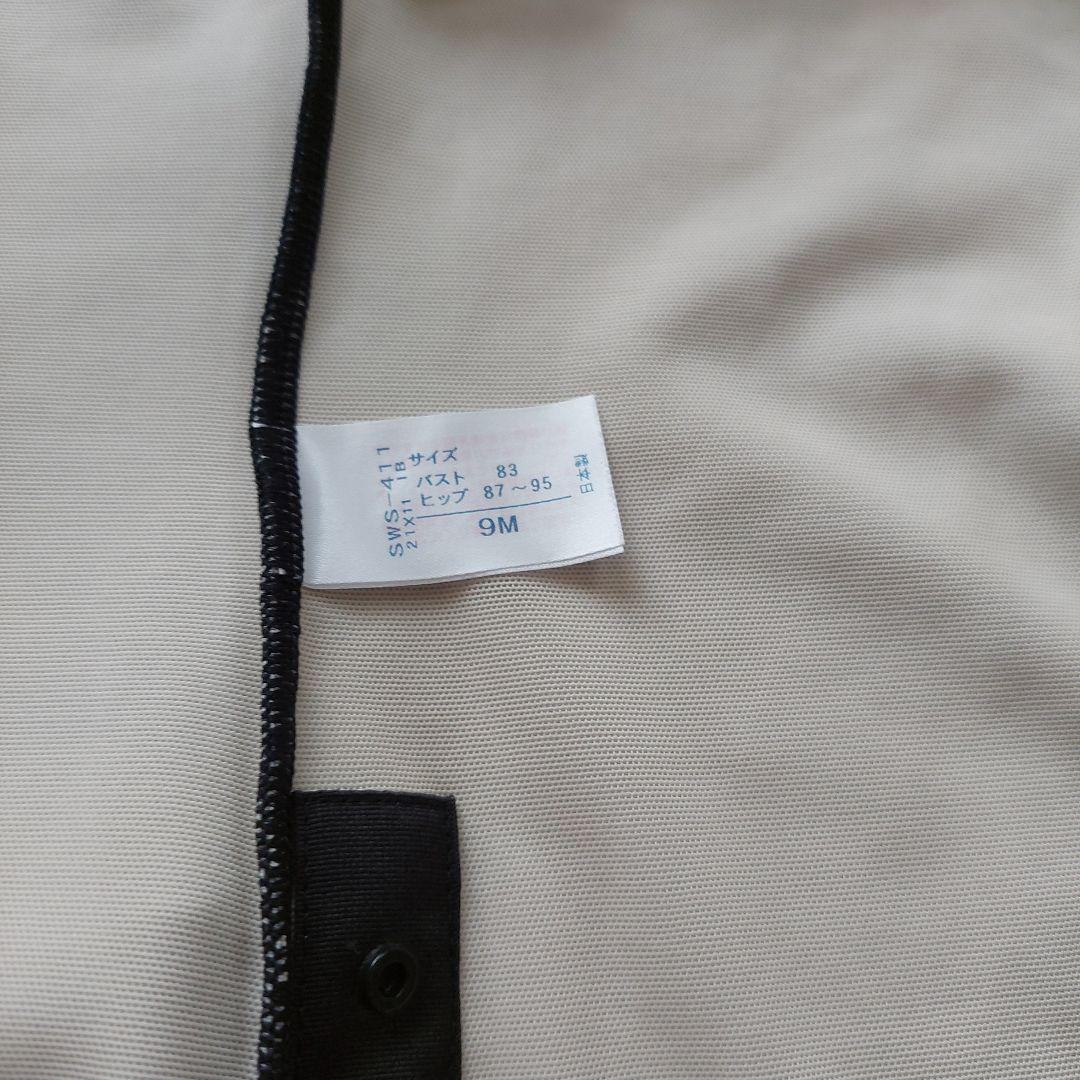 サイズ
バスト 83
ヒップ 87～95
9M
SWS-411
21X11 1B
日本製